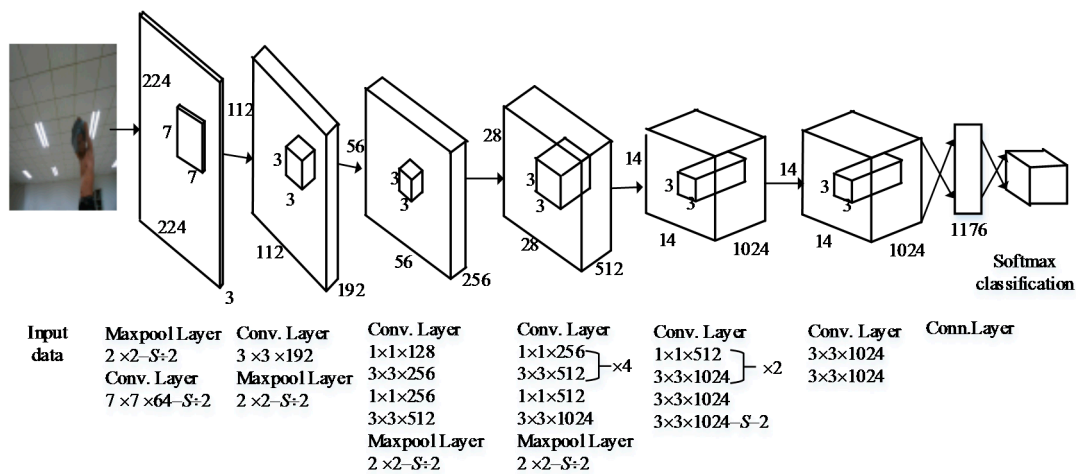 224
7
7
224
3
112
3
3
112
192
56
3
3
56
256
28
3
3
28
512
14
3
3
14
1024
14
3
3
14
1024
1176
Softmax
classification
Input
data
Maxpool Layer
2 ×2–S÷2
Conv. Layer
7 ×7 ×64–S÷2
Conv. Layer
3 ×3 ×192
Maxpool Layer
2 ×2–S÷2
Conv. Layer
1×1×128
3×3×256
1×1×256
3×3×512
Maxpool Layer
2 ×2–S÷2
Conv. Layer
1×1×256
3×3×512
×4
1×1×512
3×3×1024
Maxpool Layer
2 ×2–S÷2
Conv. Layer
1×1×512
3×3×1024
×2
3×3×1024
3×3×1024–S–2
Conv. Layer
3×3×1024
3×3×1024
Conn.Layer